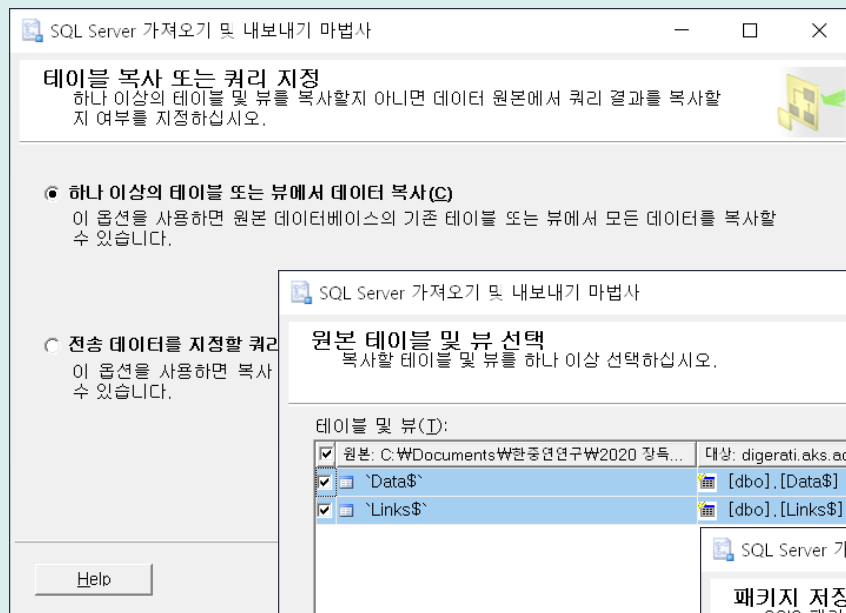 SQL Server 가져오기 및 내보내기 마법사
테이블 복사 또는 쿼리 지정
하나 이상의 테이블 및 뷰를 복사할지 아니면 데이터 원본에서 쿼리 결과를 복사할
지 여부를 지정하십시오.
하나 이상의 테이블 또는 뷰에서 데이터 복사(C)
이 옵션을 사용하면 원본 데이터베이스의 기존 테이블 또는 뷰에서 모든 데이터를 복사할
수 있습니다.
전송 데이터를 지정할 쿼리
이 옵션을 사용하면 복사
수 있습니다.
Help
SQL Server 가져오기 및 내보내기 마법사
원본 테이블 및 뷰 선택
복사할 테이블 및 뷰를 하나 이상 선택하십시오.
테이블 및 뷰(T):
원본: C:₩Documents₩한중연연구₩2020 장득... 대상: digerati.aks.ac
`Data$` [dbo].[Data$]
`Links$` [dbo].[Links$]
SQL Server
패키지 저장